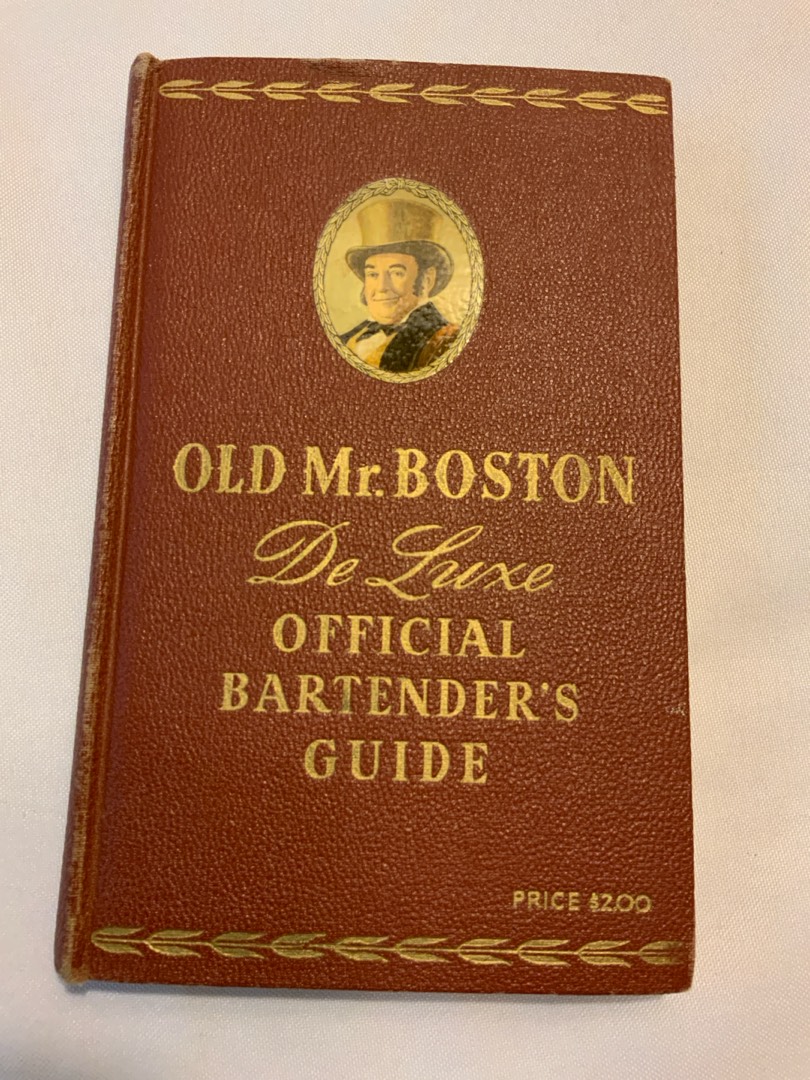 OLD Mr. BOSTON
De Luxe
OFFICIAL
BARTENDER'S
GUIDE
PRICE $2.00